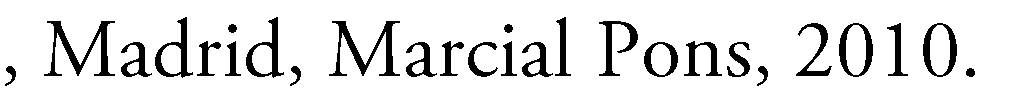 , Madrid, Marcial Pons, 2010.